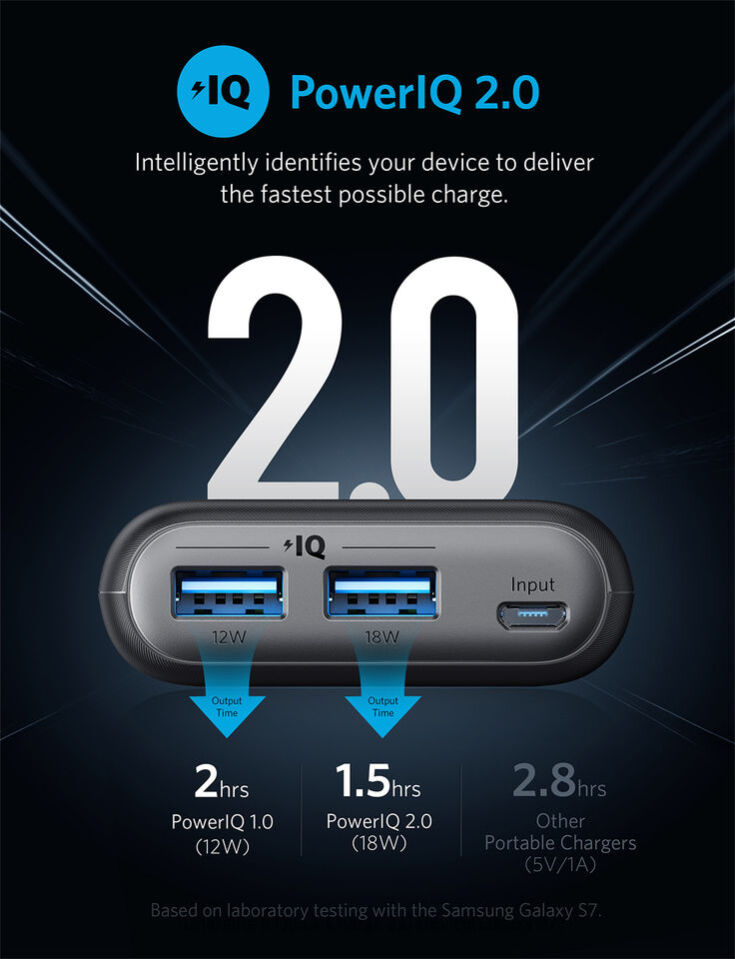 IQ PowerIQ 2.0
Intelligently identifies your device to deliver
the fastest possible charge.
2.0
IQ
Input
12W 18W
Output Output
Time Time
2hrs 1.5hrs 2.8hrs
PowerIQ 1.0 PowerIQ 2.0 Other
(12W) (18W) Portable Chargers
(5V/1A)
Based on laboratory testing with the Samsung Galaxy S7.